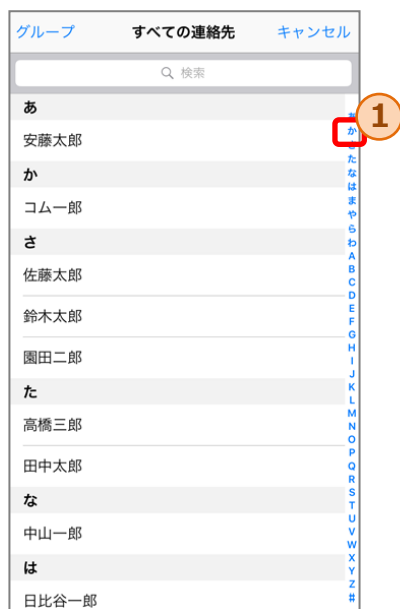 グループ すべての連絡先 キャンセル
検索
あ
安藤太郎
か
コム一郎
さ
佐藤太郎
鈴木太郎
園田二郎
た
高橋三郎
田中太郎
な
中山一郎
は
日比谷一郎
1
か
た
な
は
ま
や
ら
わ
A
B
C
D
E
F
G
H
I
J
K
L
M
N
O
P
Q
R
S
T
U
V
W
X
Y
Z
#